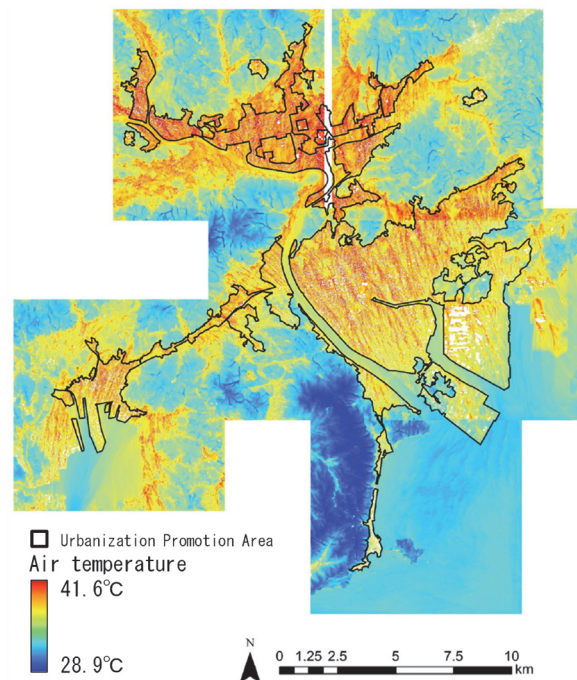 Urbanization Promotion Area
Air temperature
41.6℃
28.9℃
N
0 1.25 2.5 5 7.5 10
km